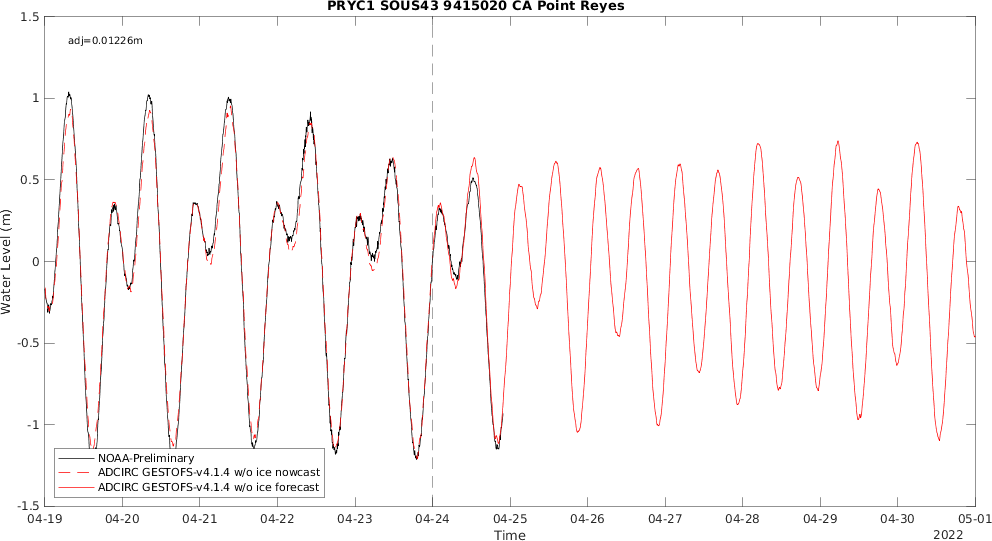 PRYC1 SOUS43 9415020 CA Point Reyes
adj=0.01226m
1.5
1
0.5
0
-0.5
-1
-1.5
Water Level (m)
NOAA-Preliminary
ADCIRC GESTOFS-v4.1.4 w/o ice nowcast
ADCIRC GESTOFS-v4.1.4 w/o ice forecast
04-19 04-20 04-21 04-22 04-23 04-24 04-25 04-26 04-27 04-28 04-29 04-30 05-01
Time
2022